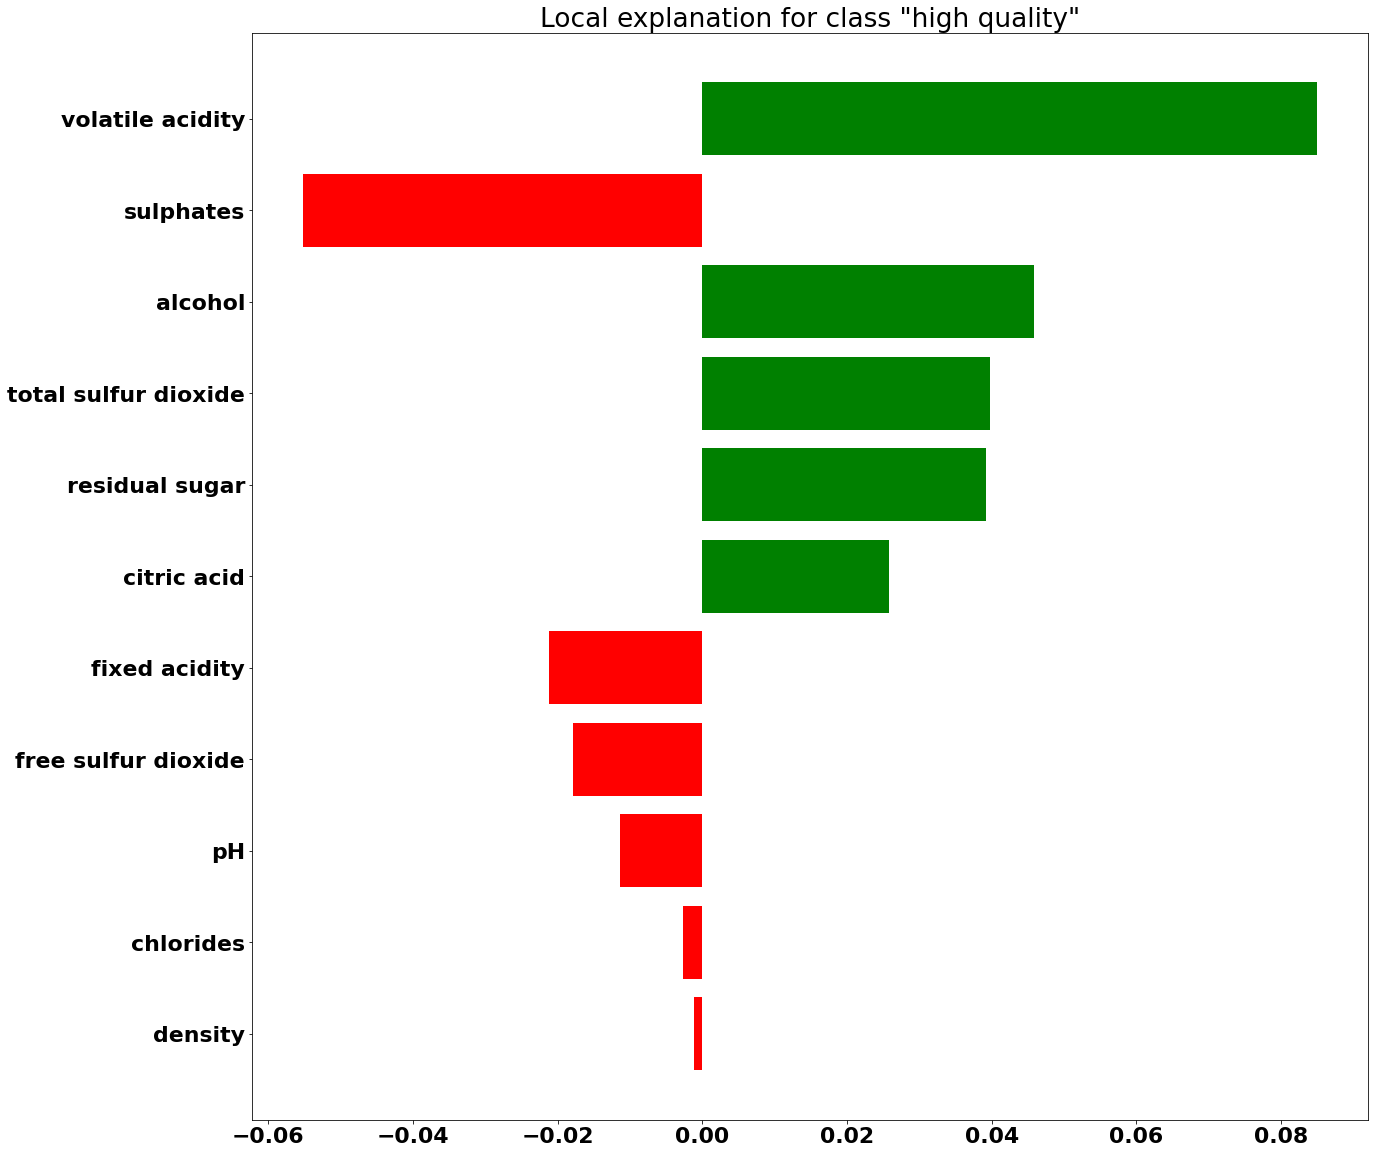 Local explanation for class "high quality"
volatile acidity
sulphates
alcohol
total sulfur dioxide
residual sugar
citric acid
fixed acidity
free sulfur dioxide
pH
chlorides
density
−0.06 −0.04 −0.02 0.00 0.02 0.04 0.06 0.08